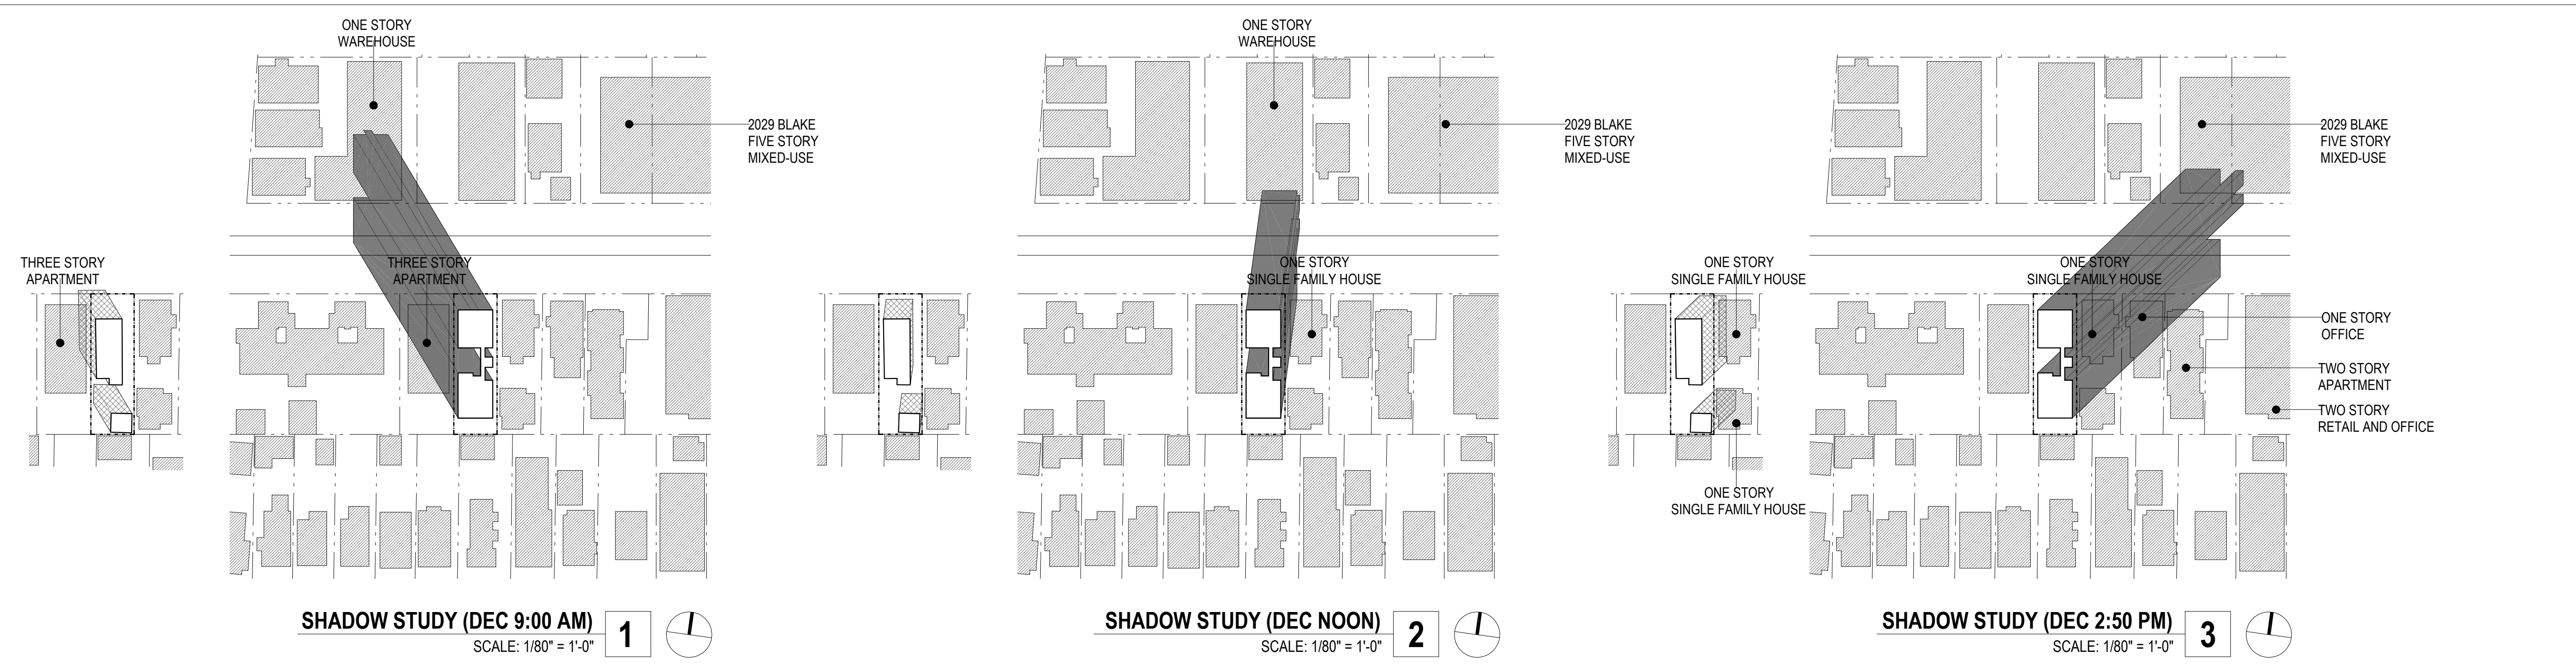 ONE STORY
WAREHOUSE
2029 BLAKE
FIVE STORY
MIXED-USE
THREE STORY
APARTMENT
THREE STORY
APARTMENT
SHADOW STUDY (DEC 9:00 AM)
SCALE: 1/80" = 1'-0"
1
ONE STORY
WAREHOUSE
2029 BLAKE
FIVE STORY
MIXED-USE
ONE STORY
SINGLE FAMILY HOUSE
SHADOW STUDY (DEC NOON)
SCALE: 1/80" = 1'-0"
2
2029 BLAKE
FIVE STORY
MIXED-USE
ONE STORY
SINGLE FAMILY HOUSE
ONE STORY
SINGLE FAMILY HOUSE
ONE STORY
OFFICE
TWO STORY
APARTMENT
TWO STORY
RETAIL AND OFFICE
ONE STORY
SINGLE FAMILY HOUSE
SHADOW STUDY (DEC 2:50 PM)
SCALE: 1/80" = 1'-0"
3